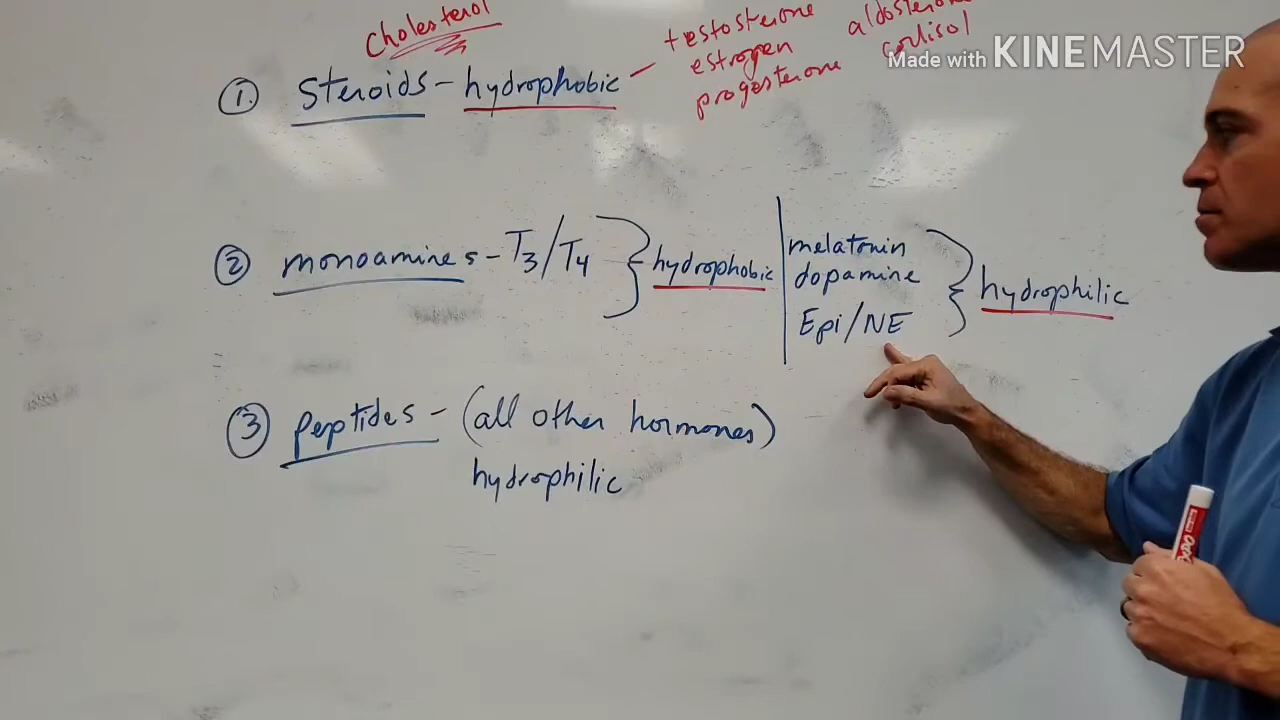 cholesterol
① steroids - hydrophobic - testosterone
estrogen
progesterone
aldosterone
cortisol
Made with KINEMASTER
② monoamines - T3/T4 } hydrophobic | melatonin
dopamine
Epi/NE } hydrophilic
③ peptides - (all other hormones)
hydrophilic
EXPO